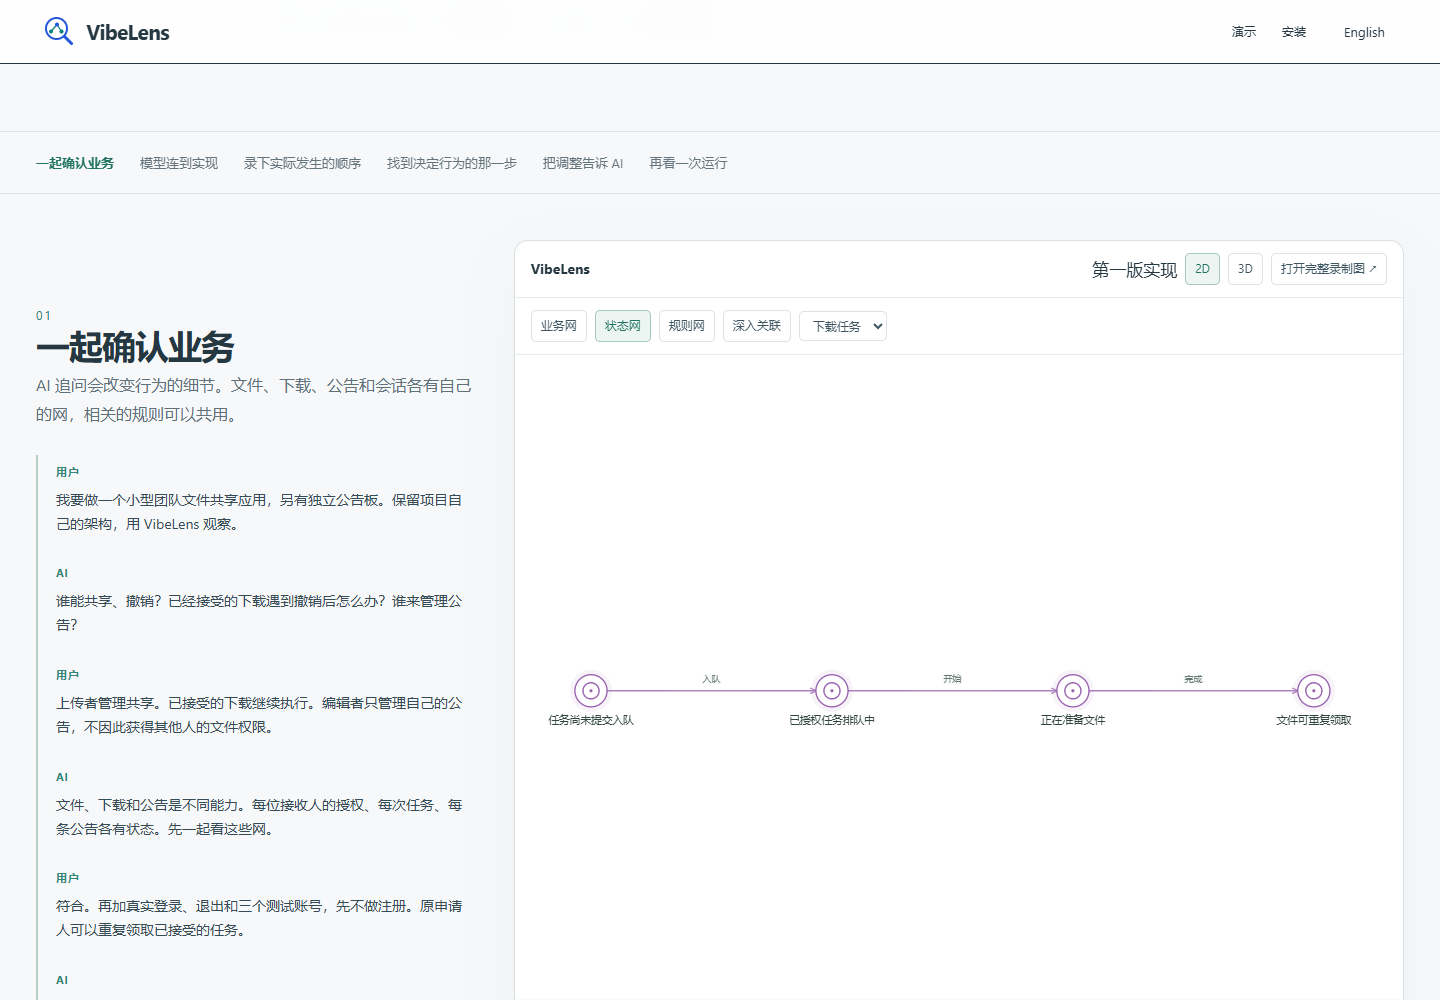 VibeLens
演示
安装
English
一起确认业务
模型连到实现
录下实际发生的顺序
找到决定行为的那一步
把调整告诉 AI
再看一次运行
01
一起确认业务
AI 追问会改变行为的细节。文件、下载、公告和会话各有自己
的网，相关的规则可以共用。
用户
我要做一个小型团队文件共享应用，另有独立公告板。保留项目自
己的架构，用 VibeLens 观察。
AI
谁能共享、撤销？已经接受的下载遇到撤销后怎么办？谁来管理公
告？
用户
上传者管理共享。已接受的下载继续执行。编辑者只管理自己的公
告，不因此获得其他人的文件权限。
AI
文件、下载和公告是不同能力。每位接收人的授权、每次任务、每
条公告各有状态。先一起看这些网。
用户
符合。再加真实登录、退出和三个测试账号，先不做注册。原申请
人可以重复领取已接受的任务。
AI
VibeLens
第一版实现
2D
3D
打开完整录制图 ↗
业务网
状态网
规则网
深入关联
下载任务
入队
开始
完成
任务尚未提交入队
已授权任务排队中
正在准备文件
文件可重复领取